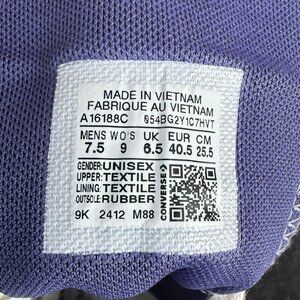 MADE IN VIETNAM
FABRIQUE AU VIETNAM
A16188C 954BG2Y1C7HVT
MENS WO'S UK EUR CM
7.5 9 6.5 40.5 25.5
GENDER: UNISEX
UPPER: TEXTILE
LINING: TEXTILE
OUTSOLE: RUBBER
CONVERSE
9K 2412 M88